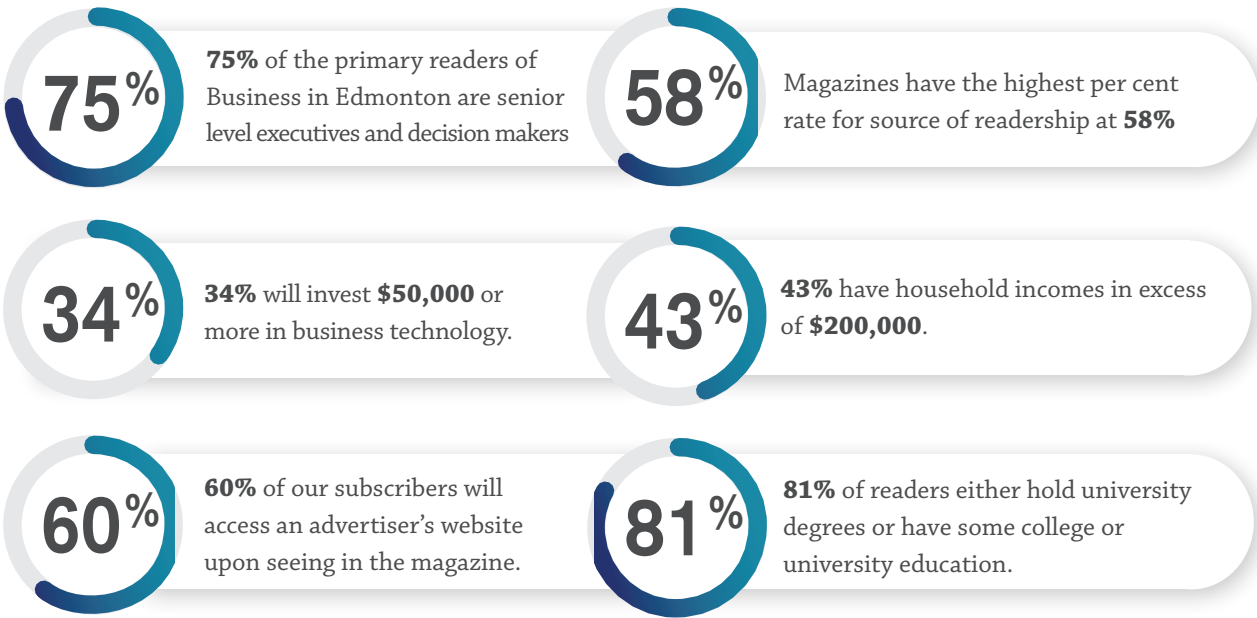 75%
75% of the primary readers of
Business in Edmonton are senior
level executives and decision makers
58%
Magazines have the highest per cent
rate for source of readership at 58%
34%
34% will invest $50,000 or
more in business technology.
43%
43% have household incomes in excess
of $200,000.
60%
60% of our subscribers will
access an advertiser’s website
upon seeing in the magazine.
81%
81% of readers either hold university
degrees or have some college or
university education.